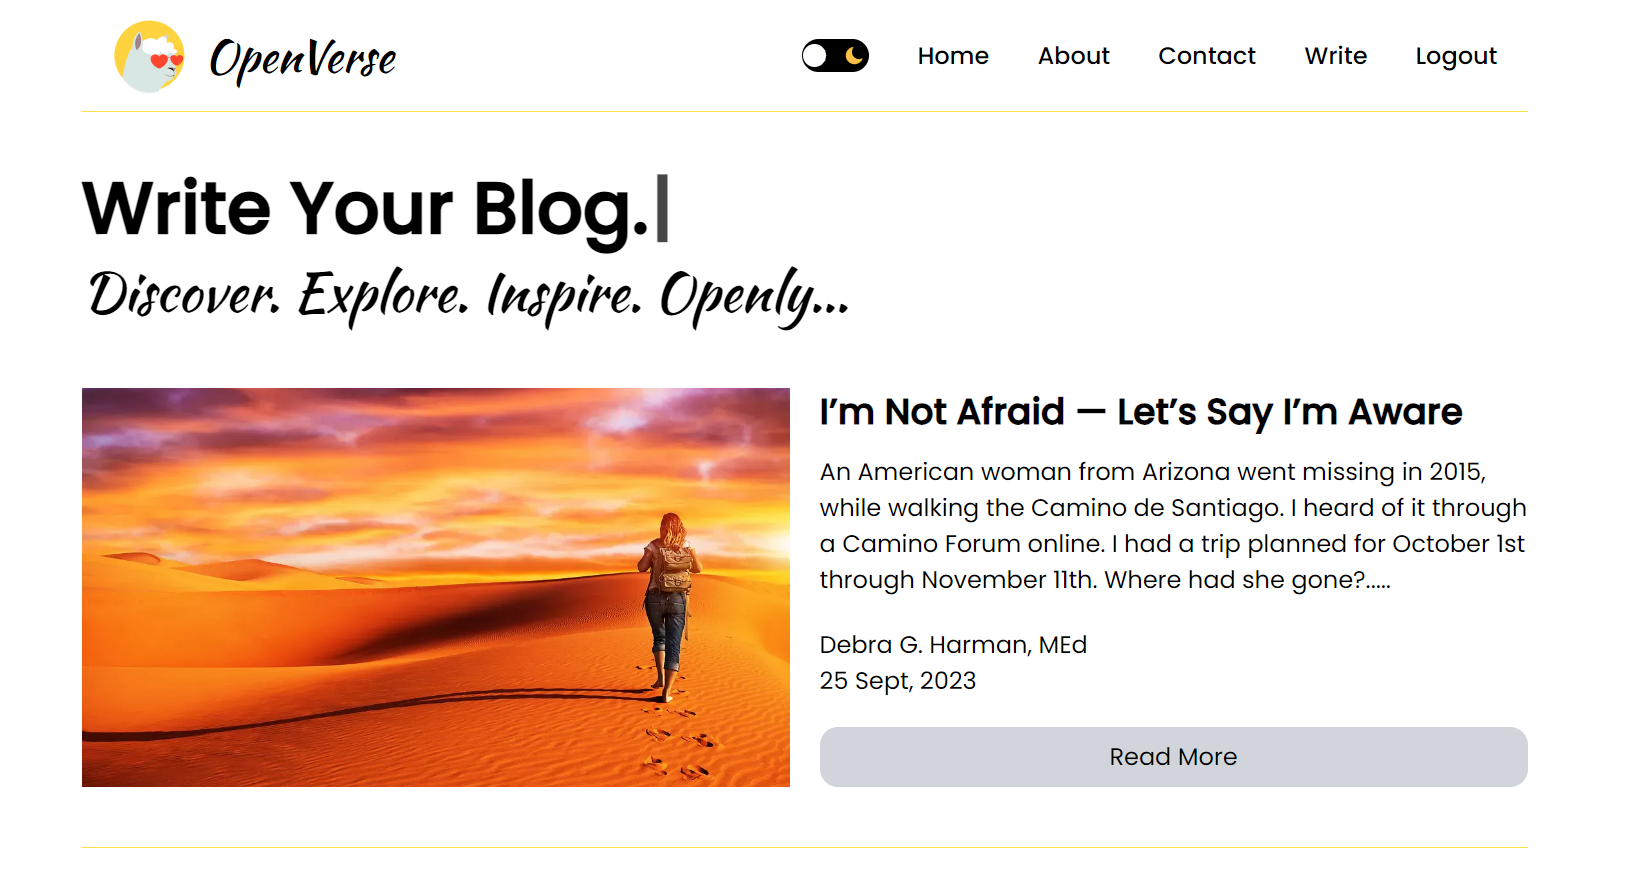 OpenVerse
Home About Contact Write Logout
Write Your Blog.
Discover. Explore. Inspire. Openly...
I’m Not Afraid — Let’s Say I’m Aware
An American woman from Arizona went missing in 2015,
while walking the Camino de Santiago. I heard of it through
a Camino Forum online. I had a trip planned for October 1st
through November 11th. Where had she gone?.....
Debra G. Harman, MEd
25 Sept, 2023
Read More